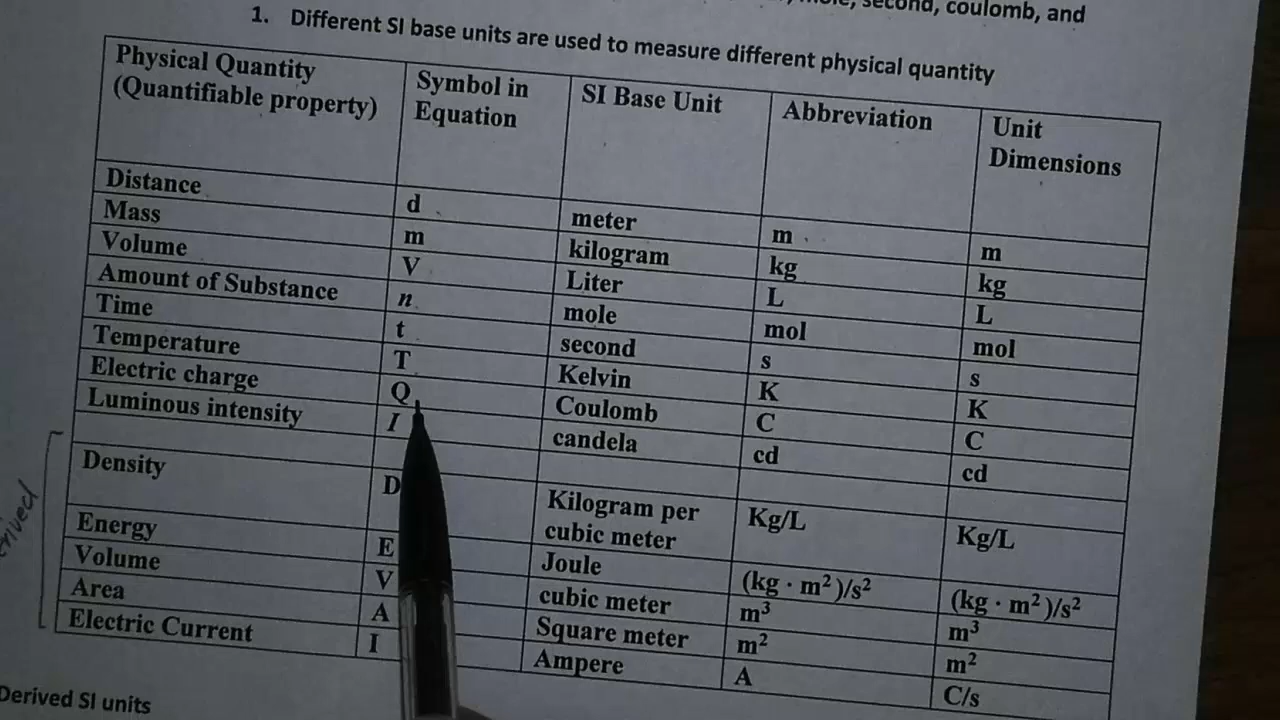 second, coulomb, and
1. Different SI base units are used to measure different physical quantity
Physical Quantity (Quantifiable property) Symbol in Equation SI Base Unit Abbreviation Unit Dimensions
Distance d meter m m
Mass m kilogram kg kg
Volume V Liter L L
Amount of Substance n mole mol mol
Time t second s s
Temperature T Kelvin K K
Electric charge Q Coulomb C C
Luminous intensity I candela cd cd
Density D Kilogram per cubic meter Kg/L Kg/L
Energy E Joule (kg · m²)/s² (kg · m²)/s²
Volume V cubic meter m³ m³
Area A Square meter m² m²
Electric Current I Ampere A C/s
Derived SI units